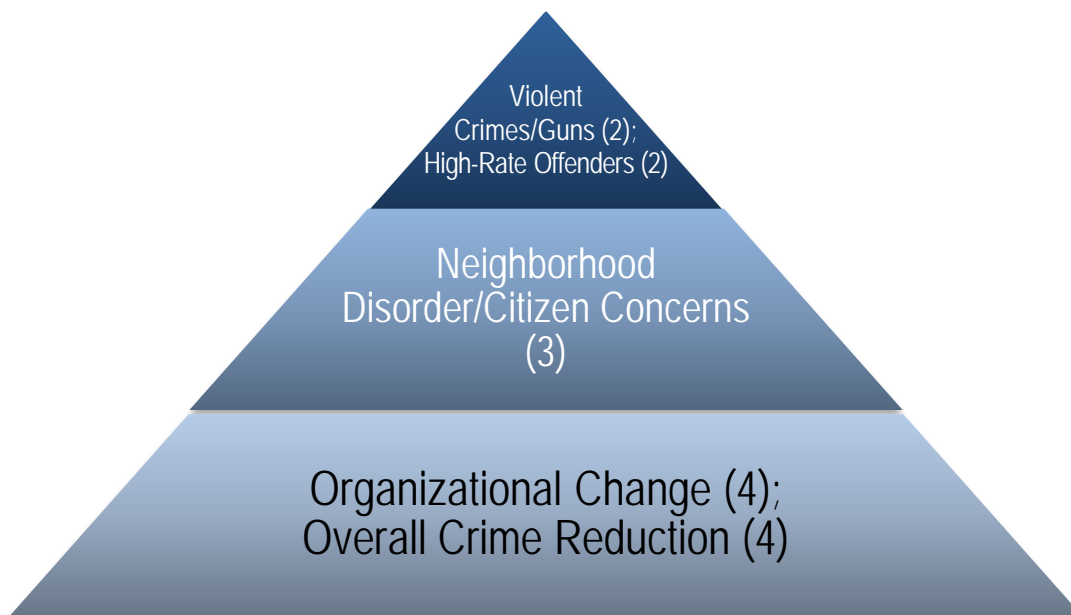 Violent
Crimes/Guns (2);
High-Rate Offenders (2)
Neighborhood
Disorder/Citizen Concerns
(3)
Organizational Change (4);
Overall Crime Reduction (4)